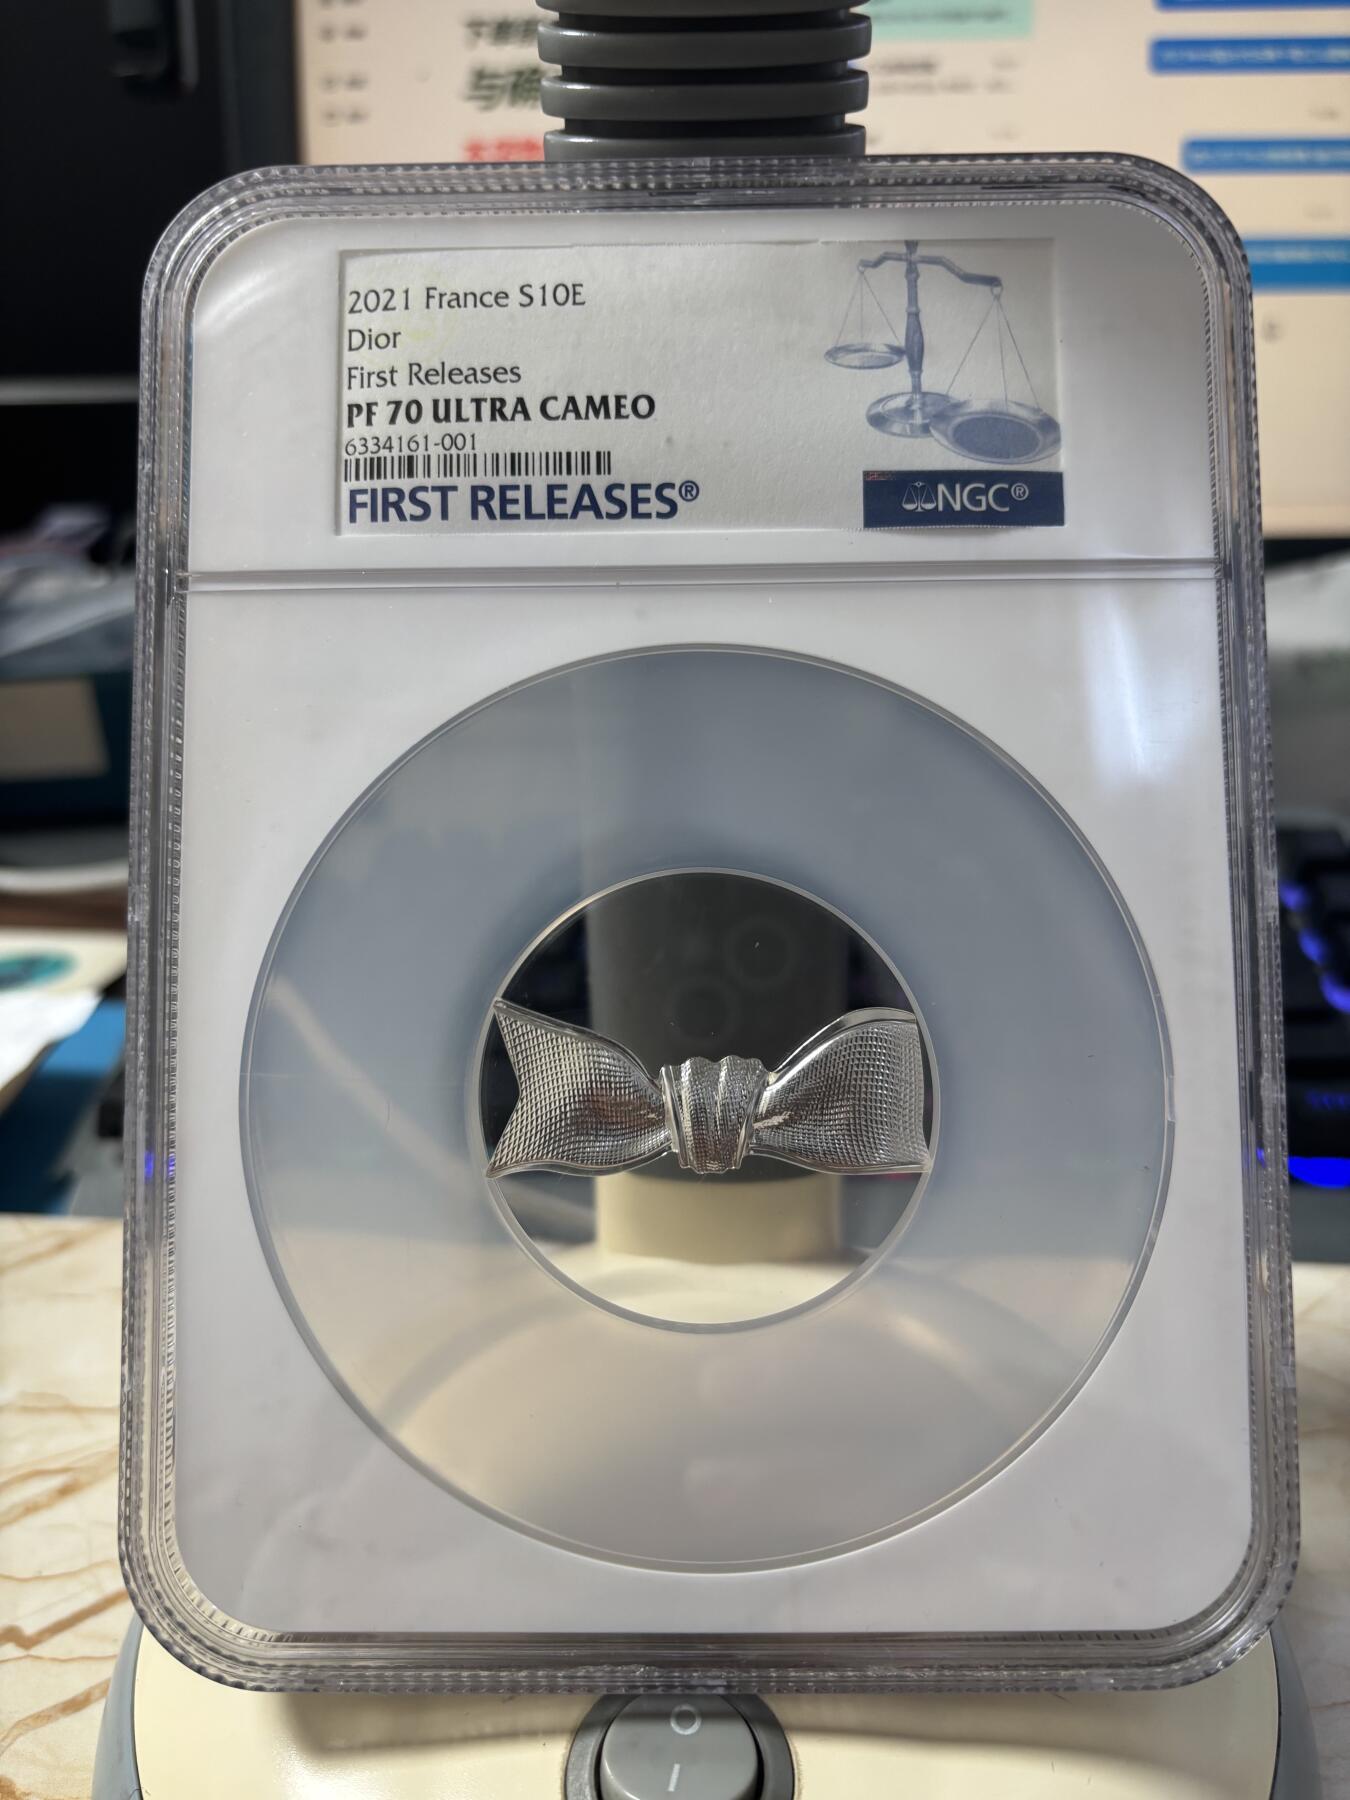 2021 France S10E
Dior
First Releases
PF 70 ULTRA CAMEO
6334161-001
FIRST RELEASES®
NGC®